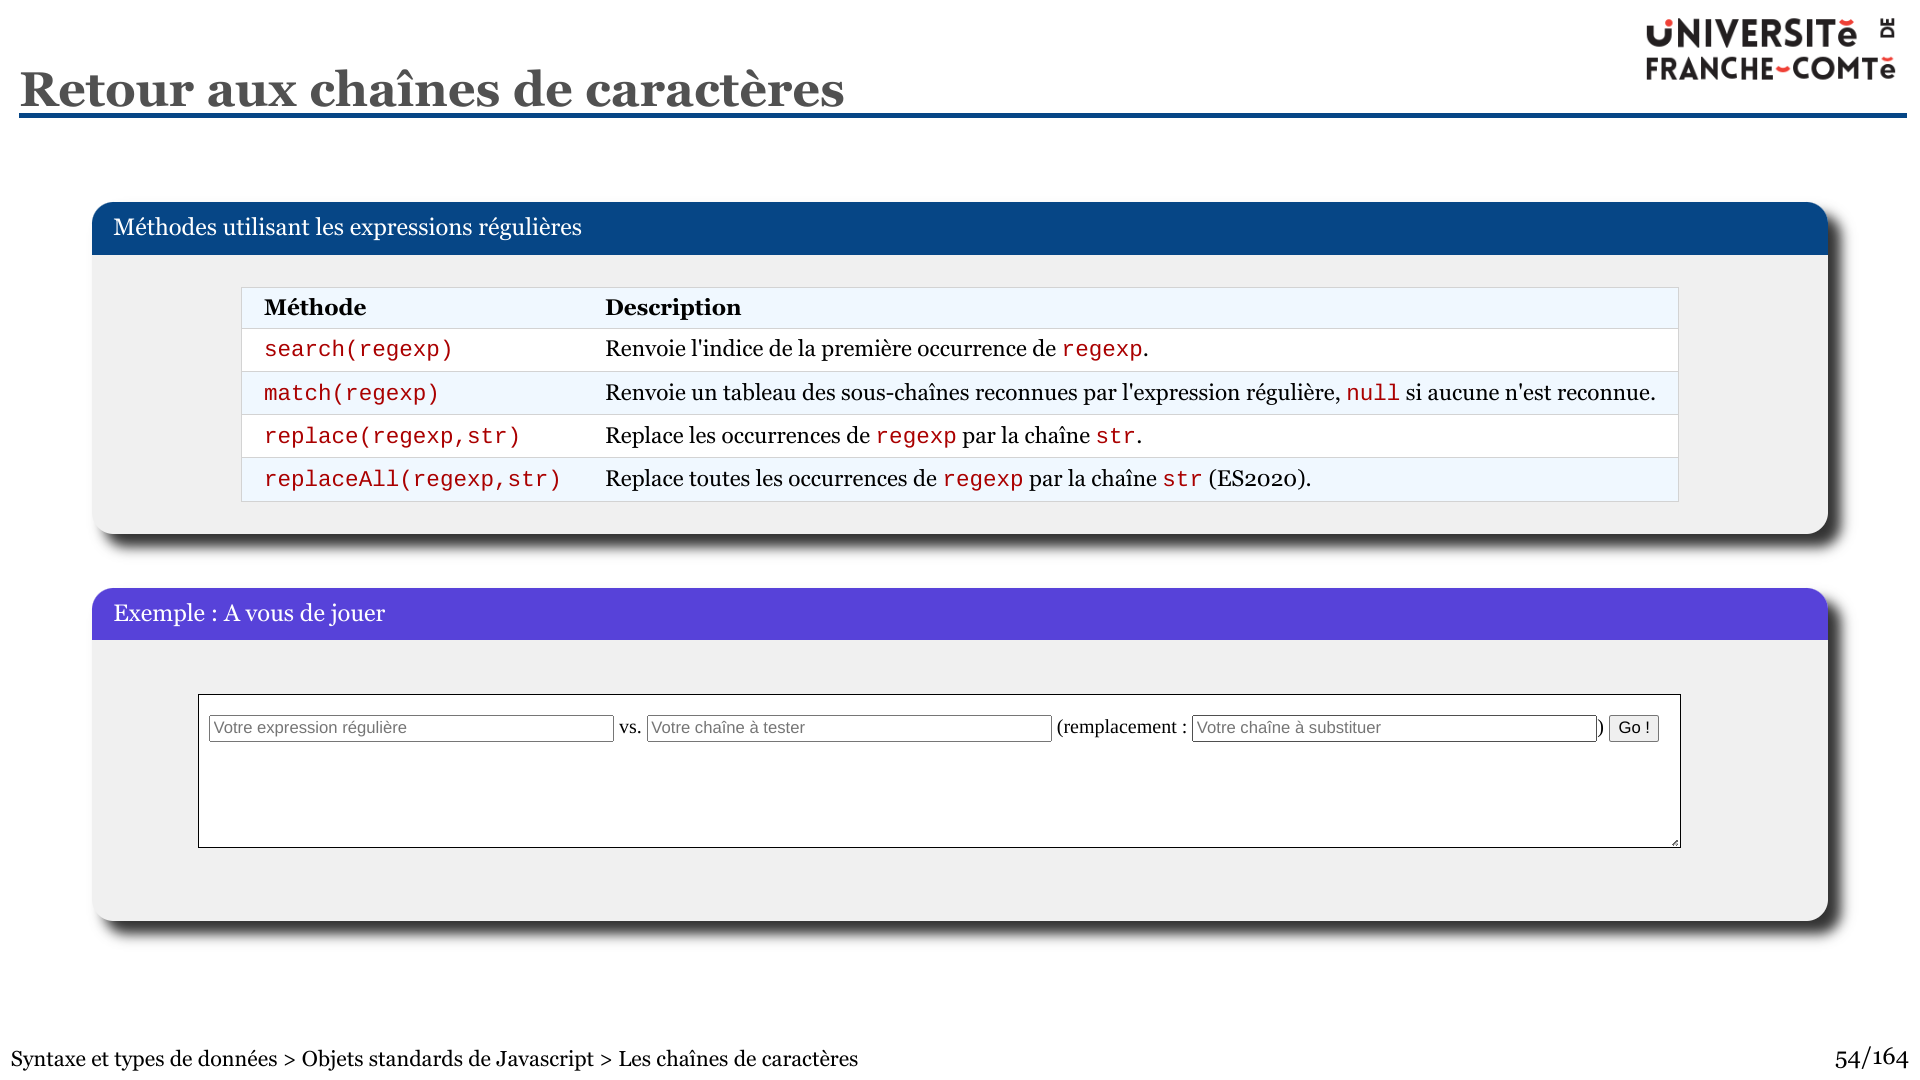 UNIVERSITĕ DE
FRANCHE-COMTĕ
Retour aux chaînes de caractères
Méthodes utilisant les expressions régulières
Méthode Description
search(regexp) Renvoie l'indice de la première occurrence de regexp.
match(regexp) Renvoie un tableau des sous-chaînes reconnues par l'expression régulière, null si aucune n'est reconnue.
replace(regexp,str) Replace les occurrences de regexp par la chaîne str.
replaceAll(regexp,str) Replace toutes les occurrences de regexp par la chaîne str (ES2020).
Exemple : A vous de jouer
Votre expression régulière vs. Votre chaîne à tester (remplacement : Votre chaîne à substituer) Go !
Syntaxe et types de données > Objets standards de Javascript > Les chaînes de caractères 54/164